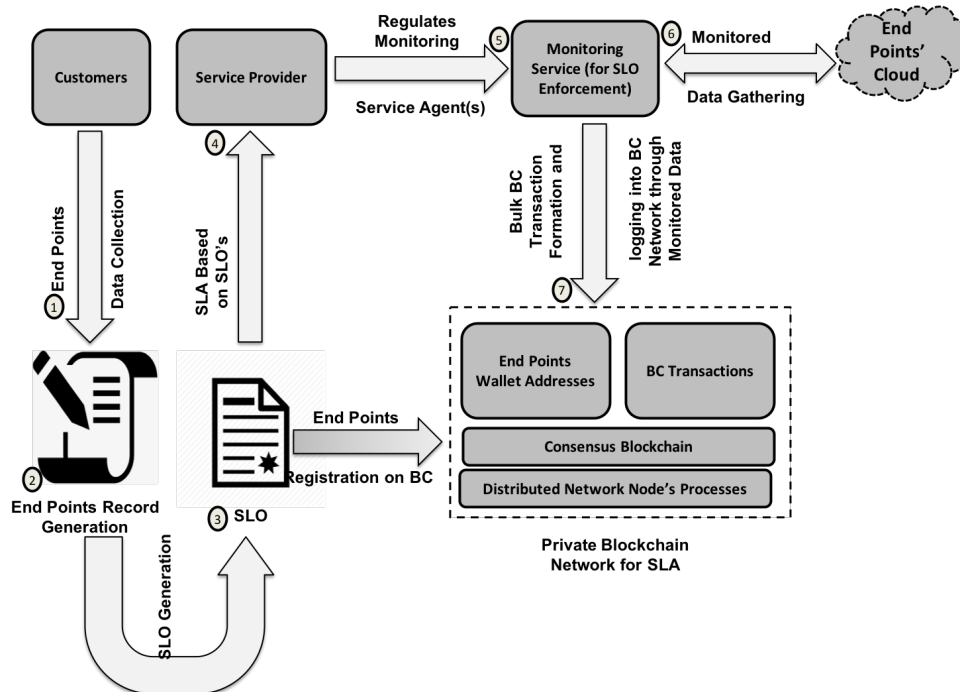 Customers
Service Provider
Regulates
Monitoring
Service Agent(s)
5
Monitoring
Service (for SLO
Enforcement)
6
Monitored
Data Gathering
End
Points'
Cloud
4
1
End Points
Data Collection
SLA Based
on SLO's
Bulk BC
Transaction
Formation and
logging into BC
Network through
Monitored Data
7
End Points
Wallet Addresses
BC Transactions
Consensus Blockchain
Distributed Network Node's Processes
Private Blockchain
Network for SLA
End Points
Registration on BC
2
End Points Record
Generation
3
SLO
SLO Generation